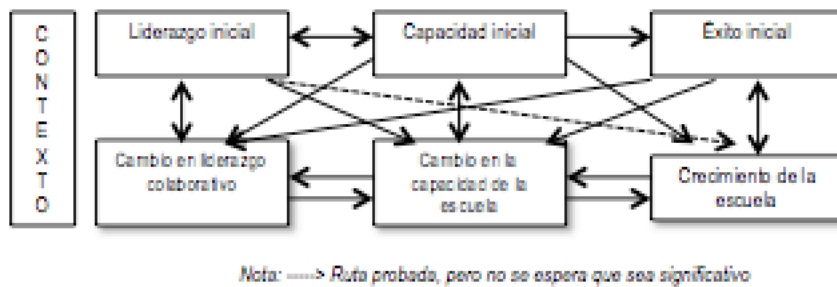 CONTEXTO
Liderazgo inicial
Capacidad inicial
Éxito inicial
Cambio en liderazgo
colaborativo
Cambio en la
capacidad de la
escuela
Crecimiento de la
escuela
Nota: -----> Ruta probada, pero no se espera que sea significativo